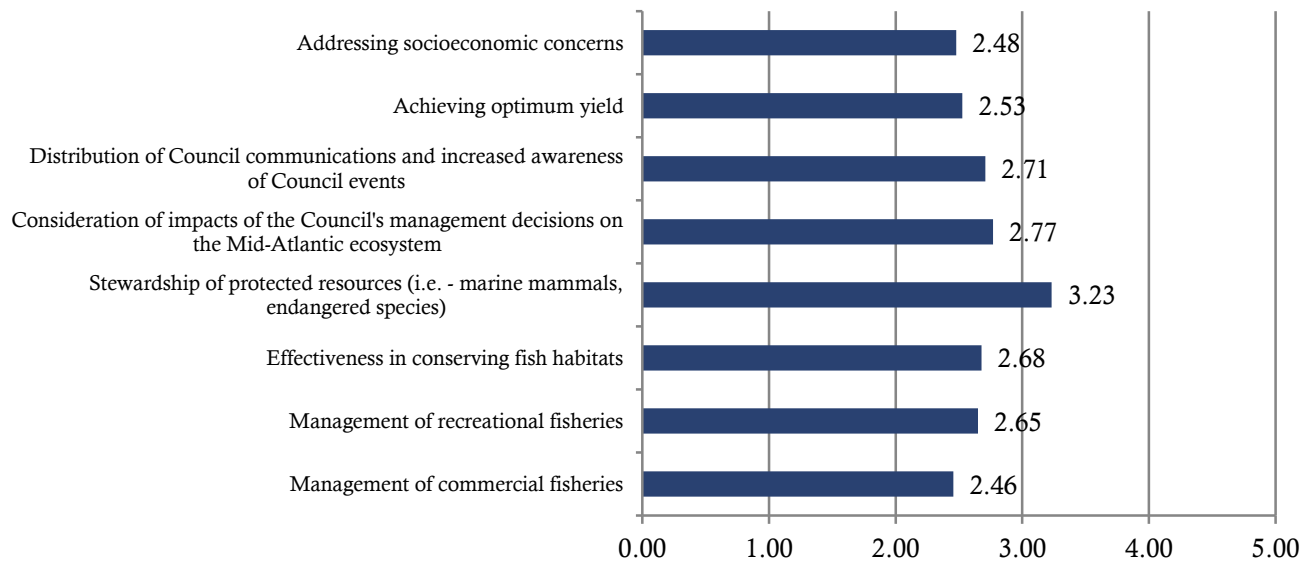 Addressing socioeconomic concerns
2.48
Achieving optimum yield
2.53
Distribution of Council communications and increased awareness
of Council events
2.71
Consideration of impacts of the Council's management decisions on
the Mid-Atlantic ecosystem
2.77
Stewardship of protected resources (i.e. - marine mammals,
endangered species)
3.23
Effectiveness in conserving fish habitats
2.68
Management of recreational fisheries
2.65
Management of commercial fisheries
2.46
0.00 1.00 2.00 3.00 4.00 5.00